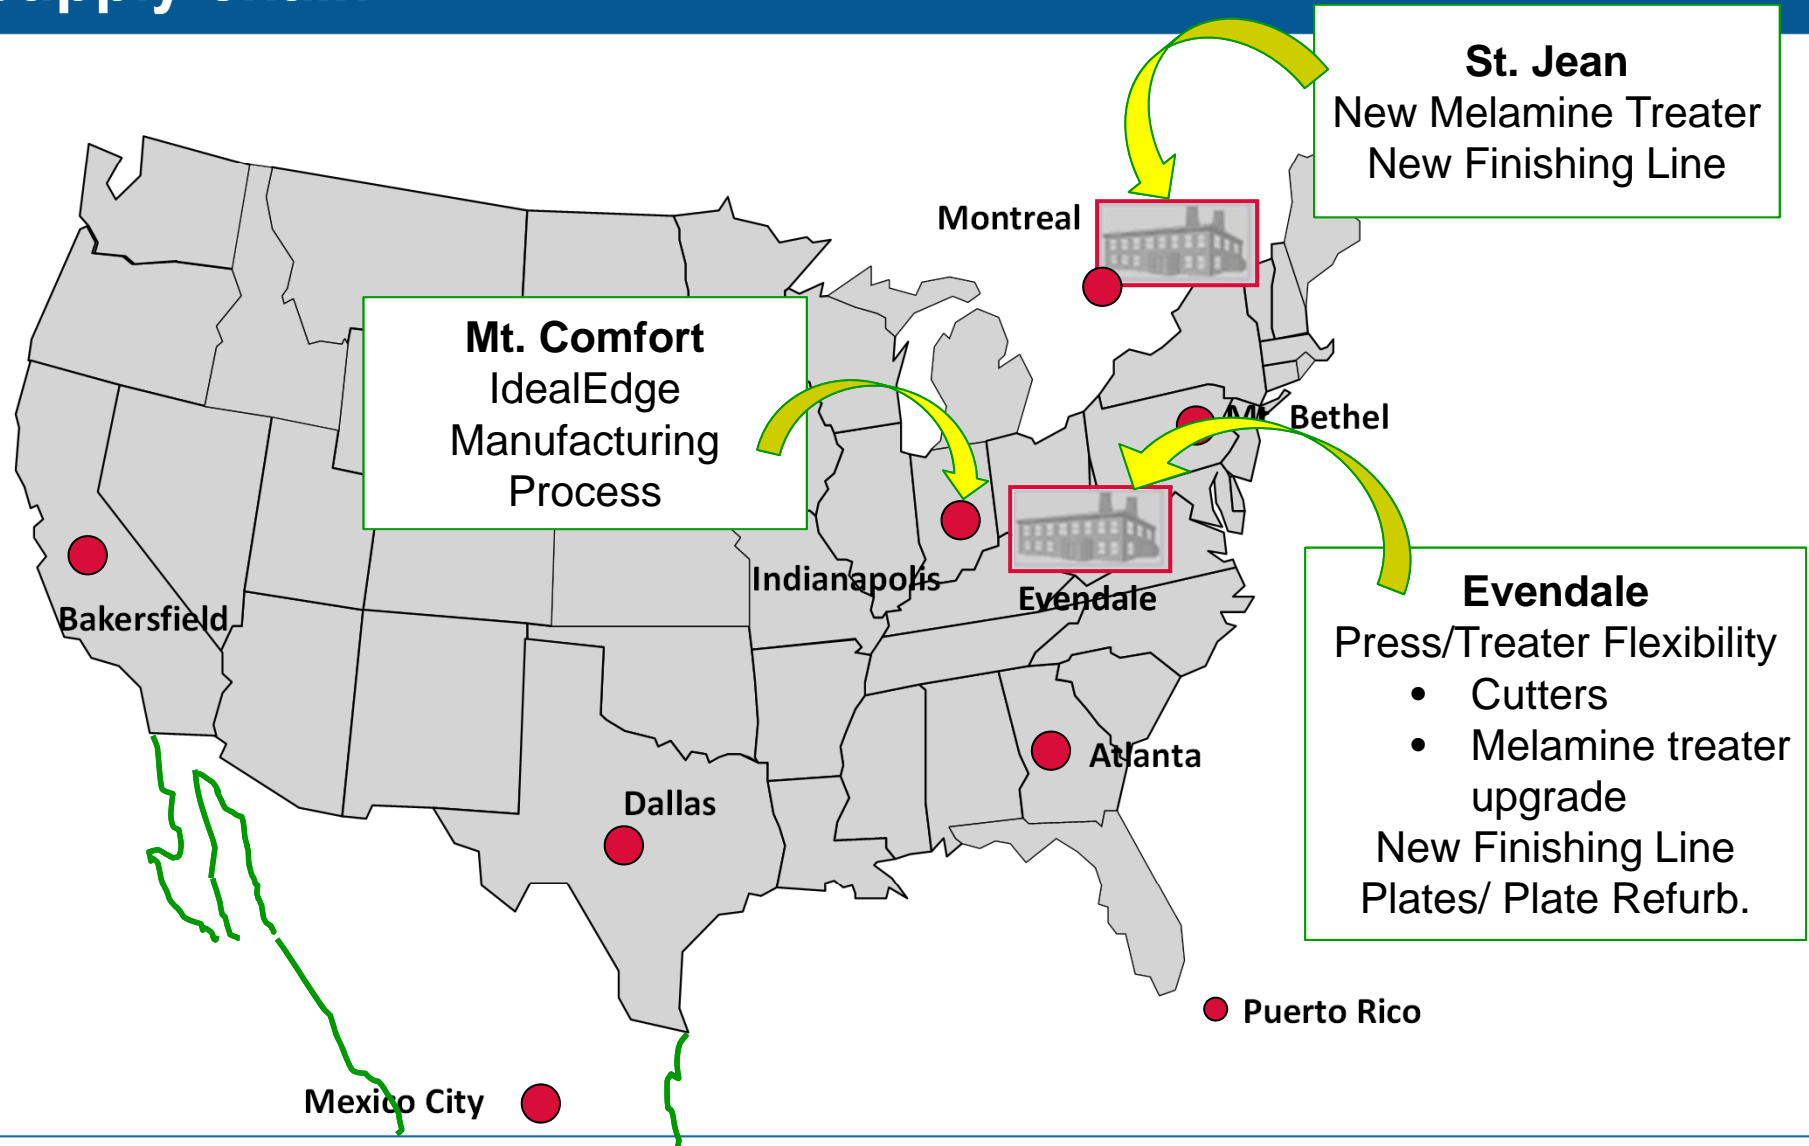 supply chain
St. Jean
New Melamine Treater
New Finishing Line
Montreal
Mt. Comfort
IdealEdge
Manufacturing
Process
Mt. Bethel
Indianapolis
Evendale
Bakersfield
Evendale
Press/Treater Flexibility
• Cutters
• Melamine treater
upgrade
New Finishing Line
Plates/ Plate Refurb.
Atlanta
Dallas
Puerto Rico
Mexico City